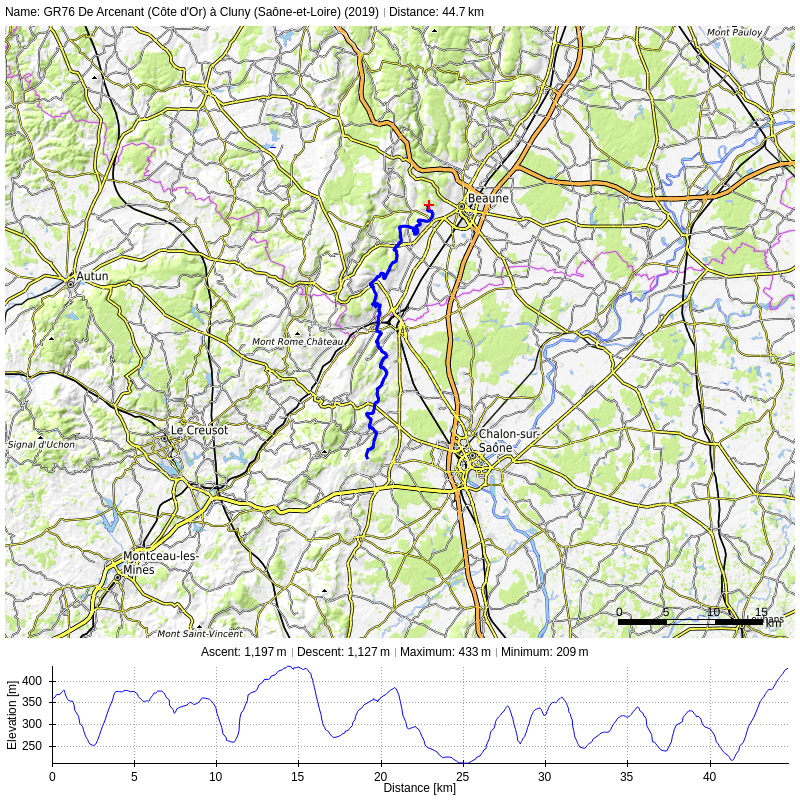 Name: GR76 De Arcenant (Côte d'Or) à Cluny (Saône-et-Loire) (2019) | Distance: 44.7 km
Mont Pauloy
Beaune
Autun
Mont Rome Château
Le Creusot
Signal d'Uchon
Chalon-sur-
Saône
Montceau-les-
Mines
Mont Saint-Vincent
0 5 10 15
km
Ascent: 1,197 m | Descent: 1,127 m | Maximum: 433 m | Minimum: 209 m
Elevation [m]
400
350
300
250
0 5 10 15 20 25 30 35 40
Distance [km]